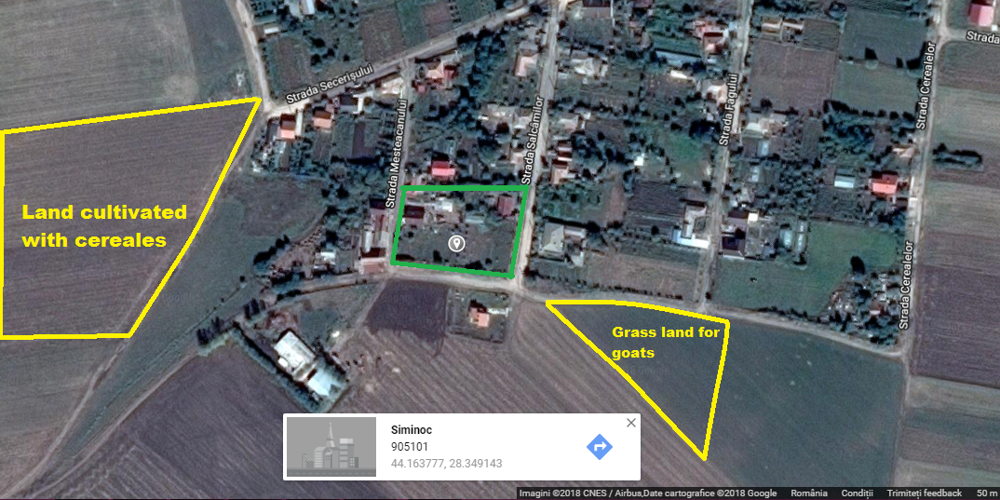 Strada
Strada Secerișului
Strada Mesteacanului
Strada Salcâmilor
Strada Fagului
Strada Cerealelor
Land cultivated
with cereales
Strada Cerealelor
Grass land for
goats
Siminoc
905101
44.163777, 28.349143
Imagini ©2018 CNES / Airbus,Date cartografice ©2018 Google România Condiții Trimiteți feedback 50 m